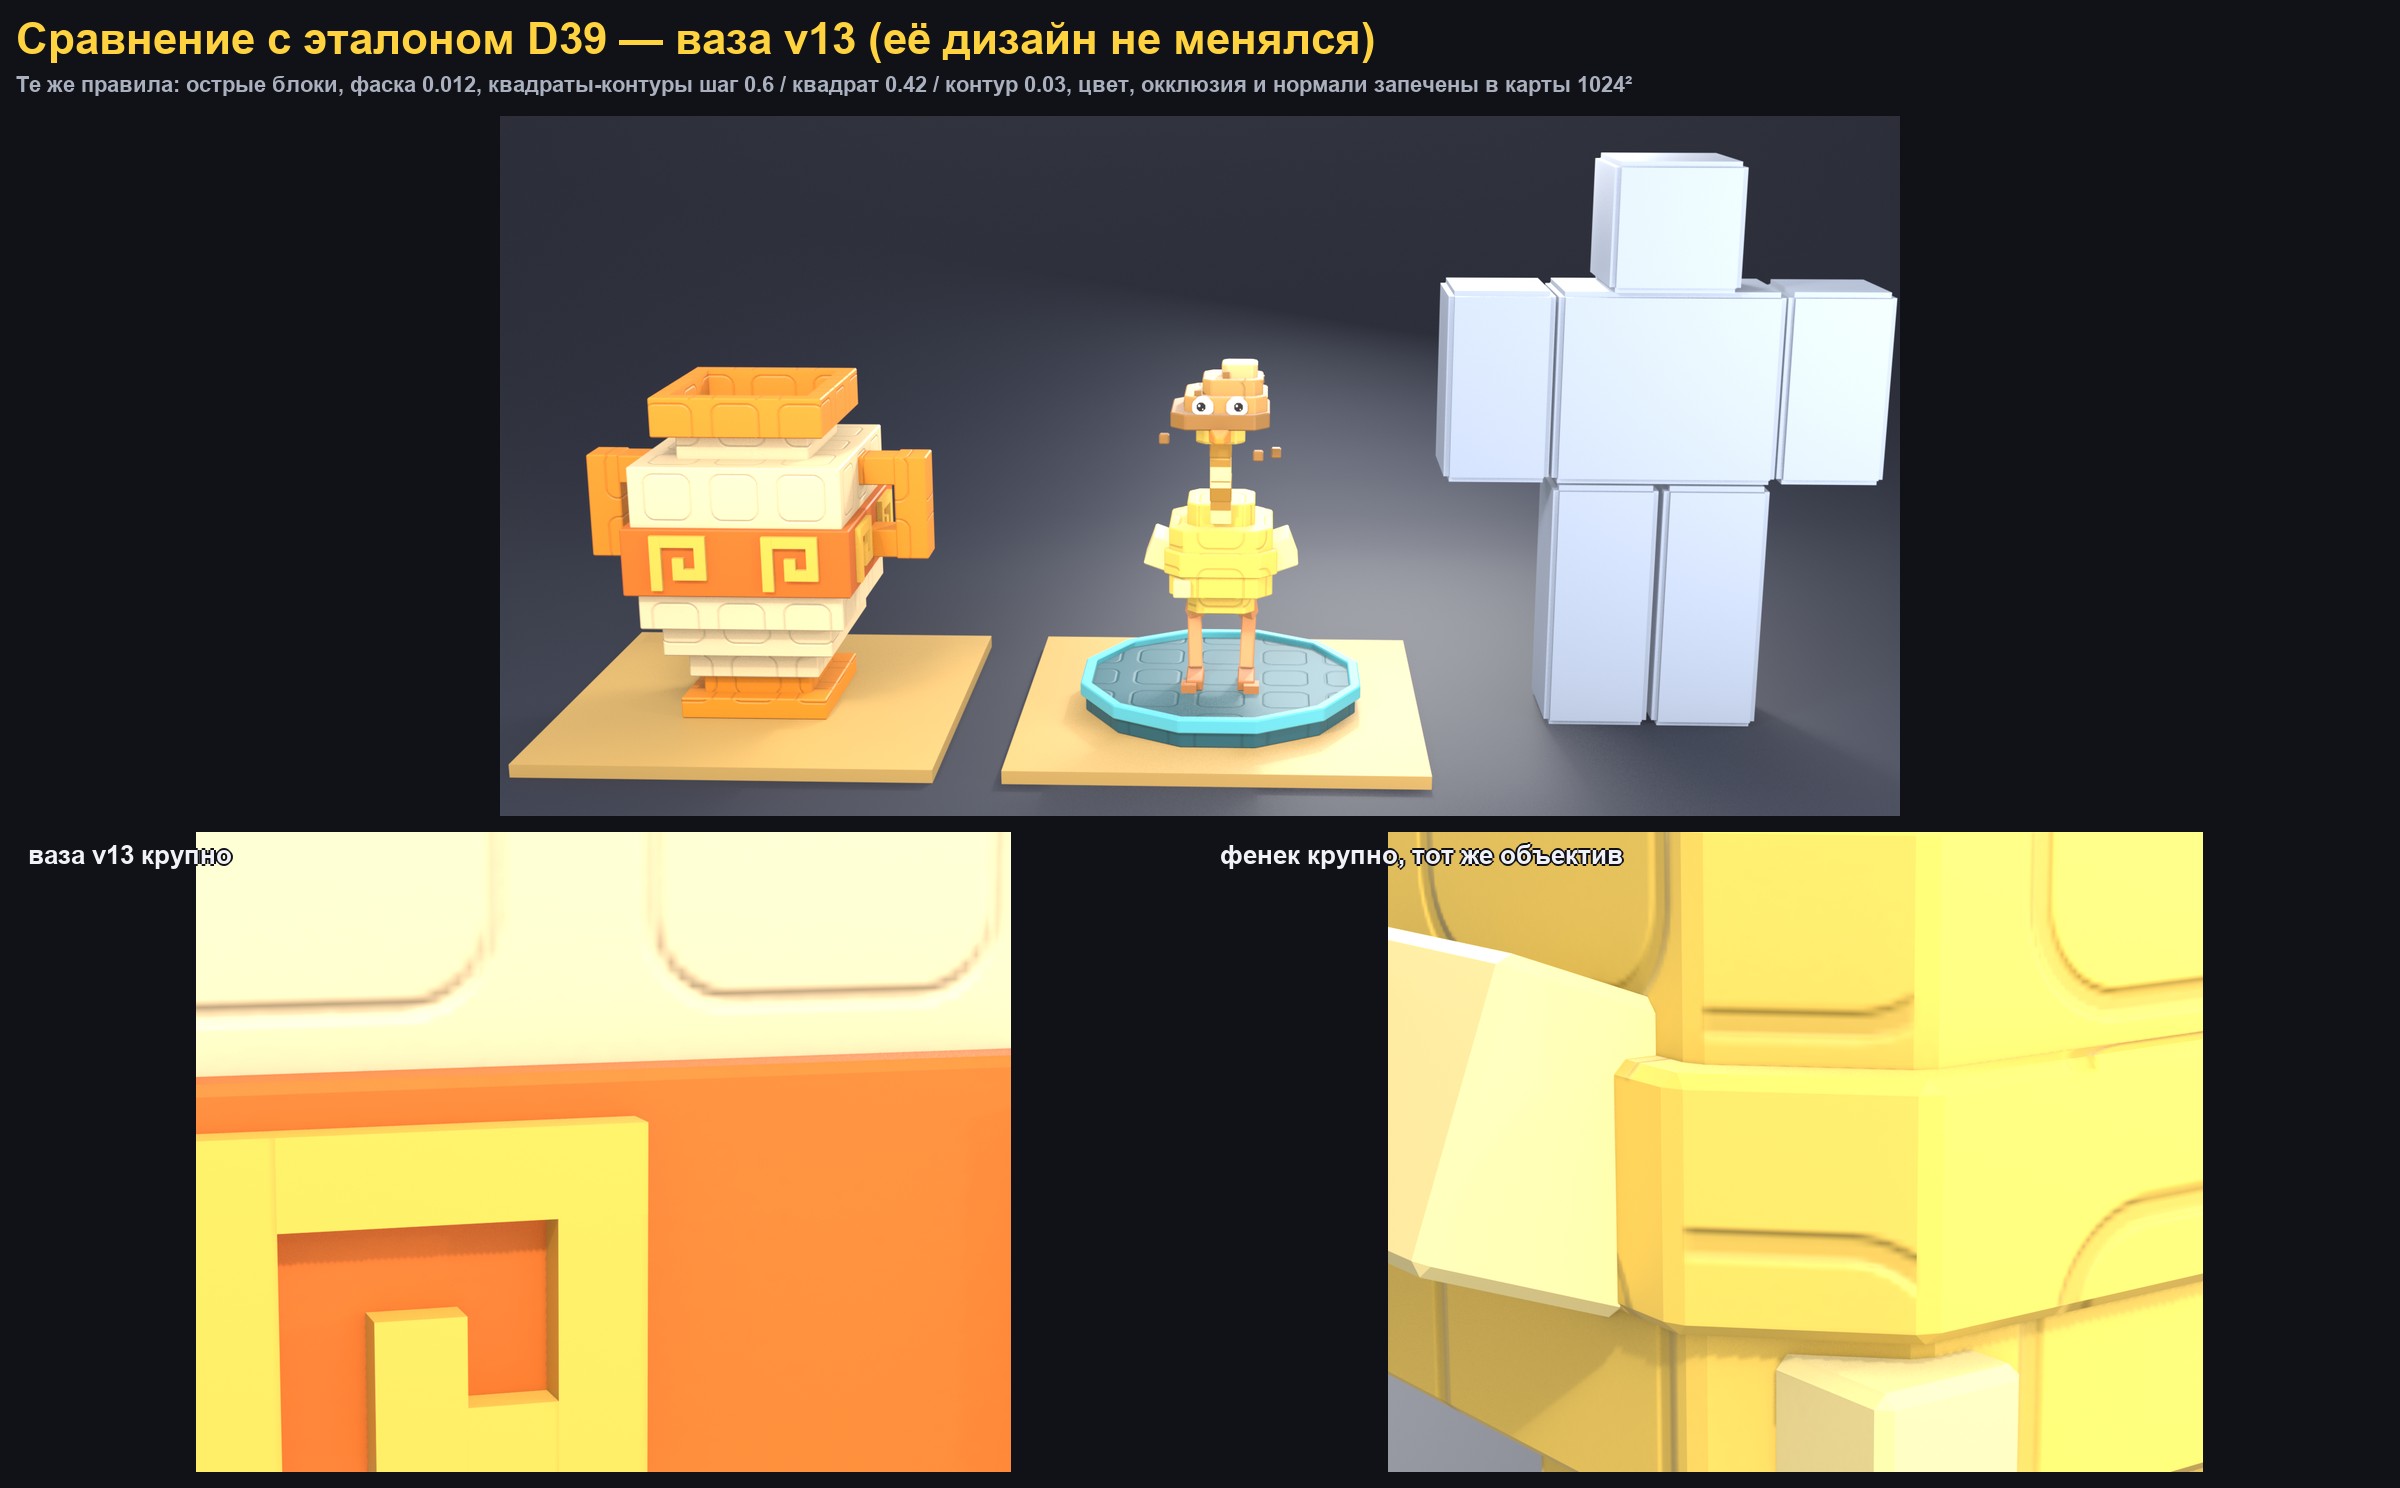 Сравнение с эталоном D39 — ваза v13 (её дизайн не менялся)
Те же правила: острые блоки, фаска 0.012, квадраты-контуры шаг 0.6 / квадрат 0.42 / контур 0.03, цвет, окклюзия и нормали запечены в карты 1024²
ваза v13 крупно
фенек крупно, тот же объектив